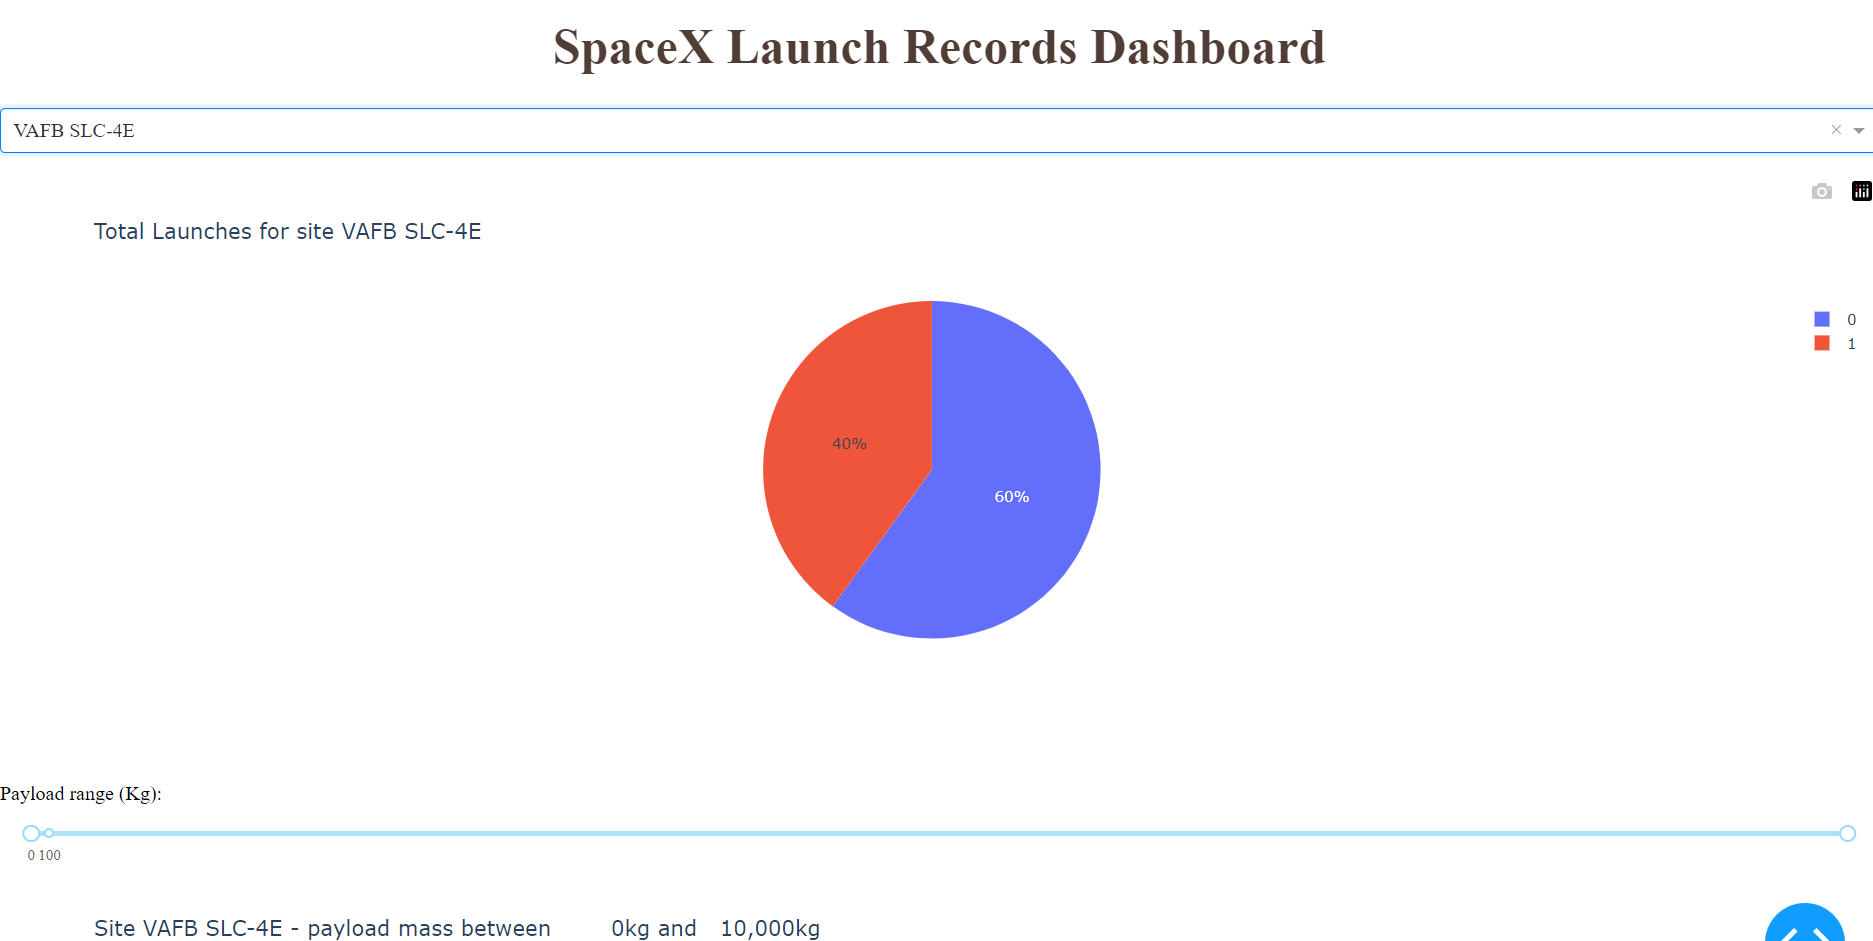 SpaceX Launch Records Dashboard
VAFB SLC-4E
Total Launches for site VAFB SLC-4E
0
1
40%
60%
Payload range (Kg):
0 100
Site VAFB SLC-4E - payload mass between 0kg and 10,000kg